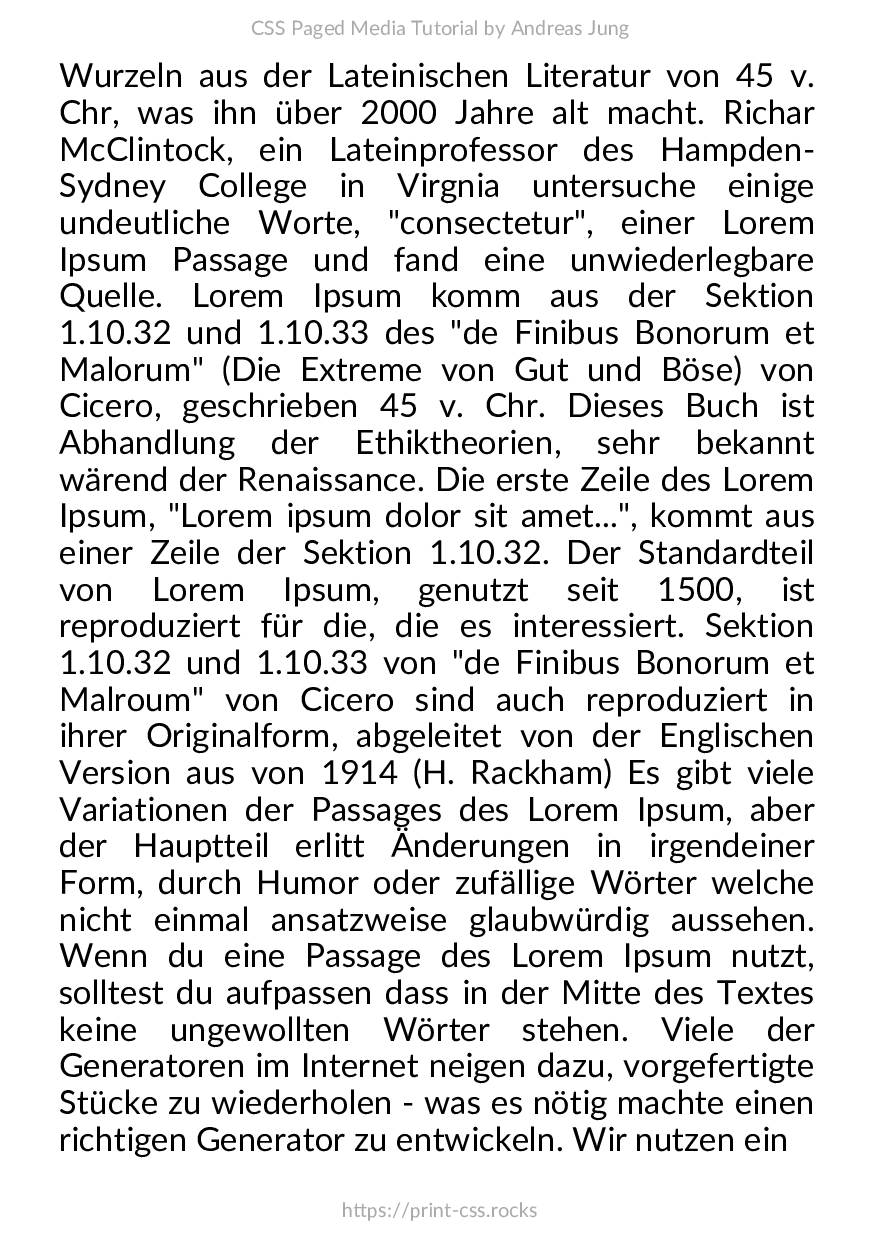 CSS Paged Media Tutorial by Andreas Jung
Wurzeln aus der Lateinischen Literatur von 45 v.
Chr, was ihn über 2000 Jahre alt macht. Richar
McClintock, ein Lateinprofessor des Hampden-
Sydney College in Virgnia untersuche einige
undeutliche Worte, "consectetur", einer Lorem
Ipsum Passage und fand eine unwiederlegbare
Quelle. Lorem Ipsum komm aus der Sektion
1.10.32 und 1.10.33 des "de Finibus Bonorum et
Malorum" (Die Extreme von Gut und Böse) von
Cicero, geschrieben 45 v. Chr. Dieses Buch ist
Abhandlung der Ethiktheorien, sehr bekannt
wärend der Renaissance. Die erste Zeile des Lorem
Ipsum, "Lorem ipsum dolor sit amet...", kommt aus
einer Zeile der Sektion 1.10.32. Der Standardteil
von Lorem Ipsum, genutzt seit 1500, ist
reproduziert für die, die es interessiert. Sektion
1.10.32 und 1.10.33 von "de Finibus Bonorum et
Malroum" von Cicero sind auch reproduziert in
ihrer Originalform, abgeleitet von der Englischen
Version aus von 1914 (H. Rackham) Es gibt viele
Variationen der Passages des Lorem Ipsum, aber
der Hauptteil erlitt Änderungen in irgendeiner
Form, durch Humor oder zufällige Wörter welche
nicht einmal ansatzweise glaubwürdig aussehen.
Wenn du eine Passage des Lorem Ipsum nutzt,
solltest du aufpassen dass in der Mitte des Textes
keine ungewollten Wörter stehen. Viele der
Generatoren im Internet neigen dazu, vorgefertigte
Stücke zu wiederholen - was es nötig machte einen
richtigen Generator zu entwickeln. Wir nutzen ein
https://print-css.rocks